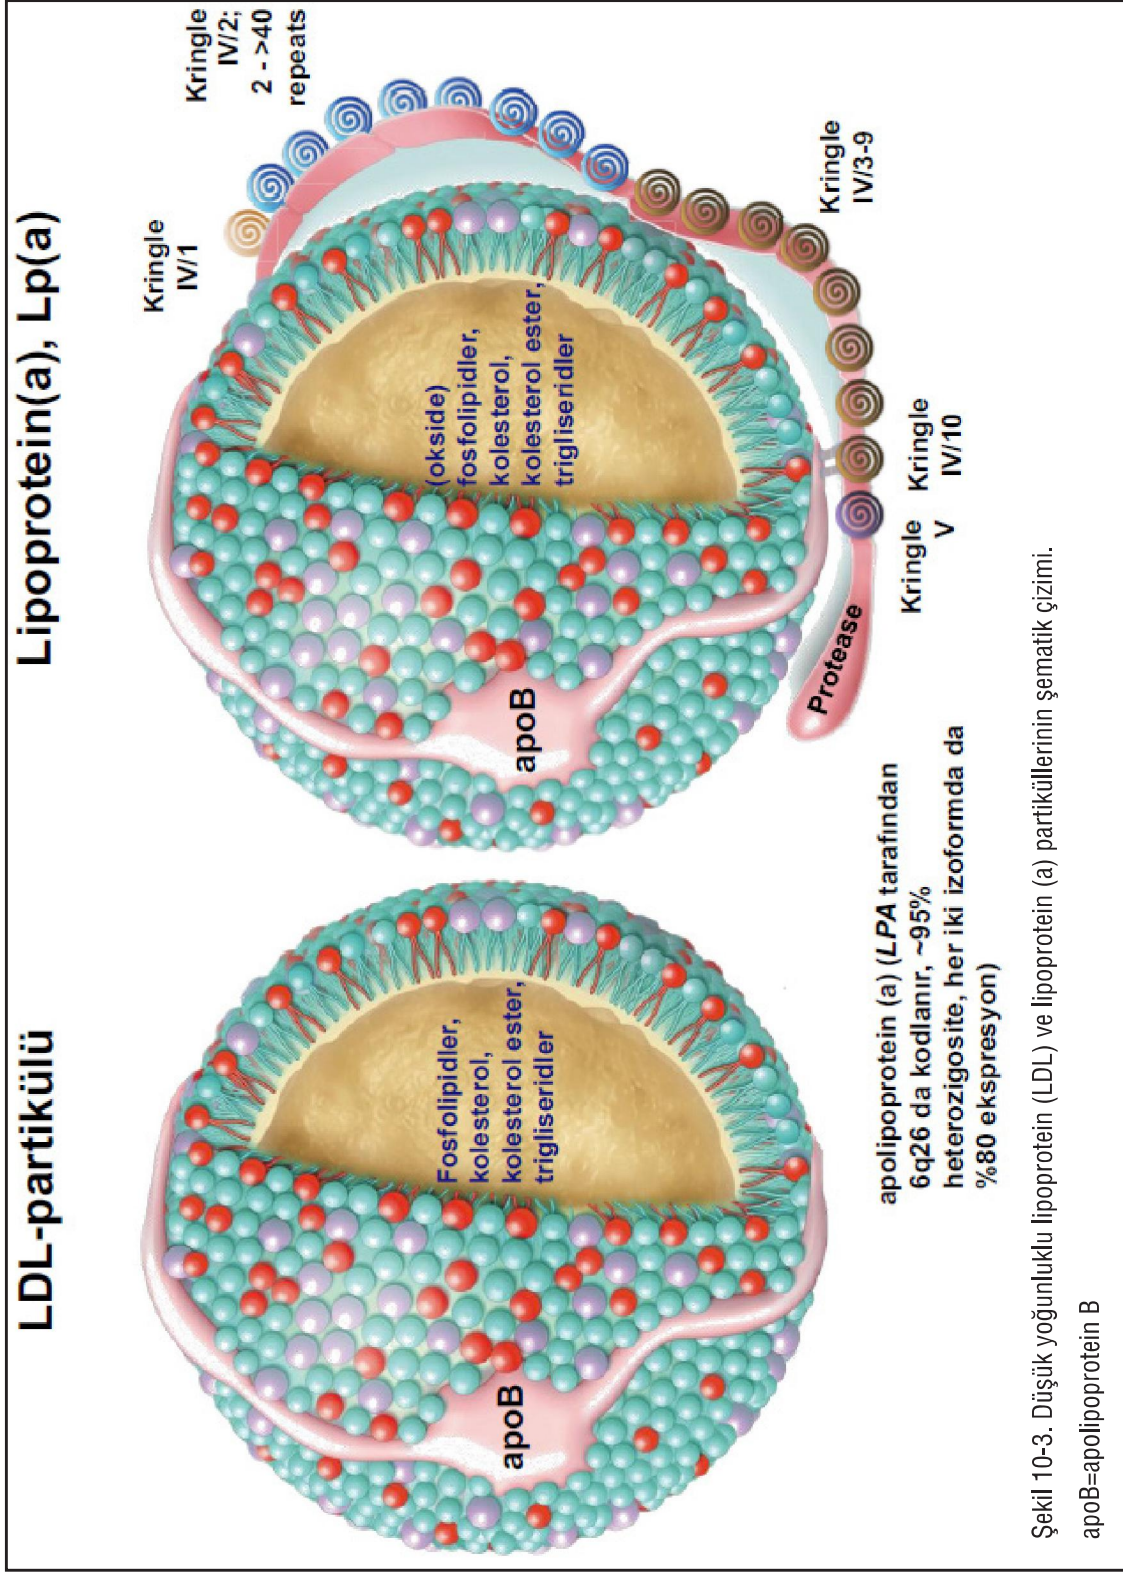 LDL-partikülü
Fosfolipidler,
kolesterol,
kolesterol ester,
trigliseridler
apoB
Lipoprotein(a), Lp(a)
Kringle
IV/1
Kringle
IV/2;
2 - >40
repeats
(okside)
fosfolipidler,
kolesterol,
kolesterol ester,
trigliseridler
apoB
Kringle
IV/3-9
Kringle
IV/10
Kringle
V
Protease
apolipoprotein (a) (LPA tarafından
6q26 da kodlanır, ~95%
heterozigosite, her iki izoformda da
%80 ekspresyon)
Şekil 10-3. Düşük yoğunluklu lipoprotein (LDL) ve lipoprotein (a) partiküllerinin şematik çizimi.
apoB=apolipoprotein B